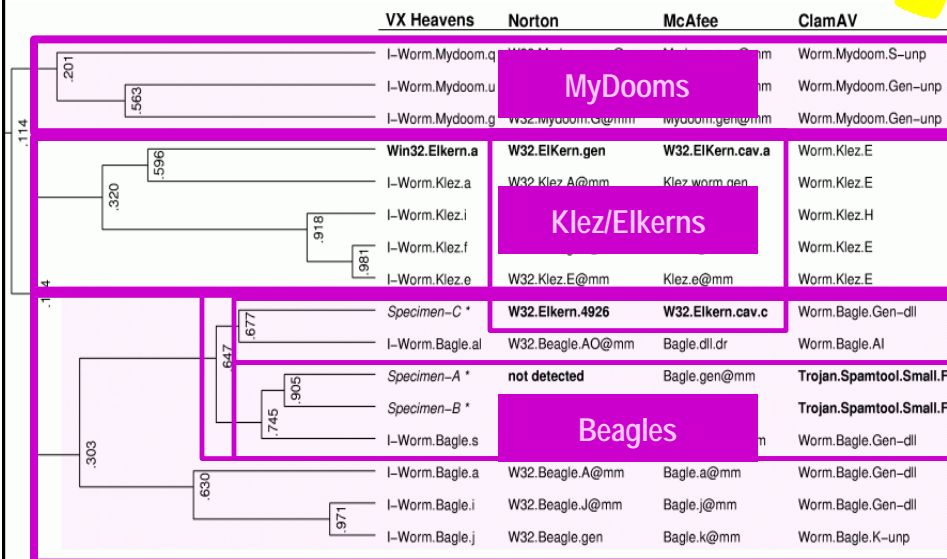 VX Heavens Norton McAfee ClamAV
I-Worm.Mydoom.q Worm.Mydoom.S-unp
.201
MyDooms
I-Worm.Mydoom.u Worm.Mydoom.Gen-unp
.563
I-Worm.Mydoom.g W32.Mydoom.G@mm Mydoom.gen@mm Worm.Mydoom.Gen-unp
.114
Win32.Elkern.a W32.ElKern.gen W32.ElKern.cav.a Worm.Klez.E
.596
I-Worm.Klez.a W32.Klez.A@mm Klez.worm.gen Worm.Klez.E
.320
Klez/Elkerns
I-Worm.Klez.i Worm.Klez.H
.918
I-Worm.Klez.f Worm.Klez.E
.981
I-Worm.Klez.e W32.Klez.E@mm Klez.e@mm Worm.Klez.E
Specimen-C * W32.Elkern.4926 W32.Elkern.cav.c Worm.Bagle.Gen-dll
.677
I-Worm.Bagle.al W32.Beagle.AO@mm Bagle.dll.dr Worm.Bagle.AI
.647
Specimen-A * not detected Bagle.gen@mm Trojan.Spamtool.Small.F
.905
Specimen-B * Trojan.Spamtool.Small.F
.745
Beagles
I-Worm.Bagle.s Worm.Bagle.Gen-dll
.303
I-Worm.Bagle.a W32.Beagle.A@mm Bagle.a@mm Worm.Bagle.Gen-dll
.630
I-Worm.Bagle.i W32.Beagle.J@mm Bagle.j@mm Worm.Bagle.Gen-dll
.971
I-Worm.Bagle.j W32.Beagle.gen Bagle.k@mm Worm.Bagle.K-unp